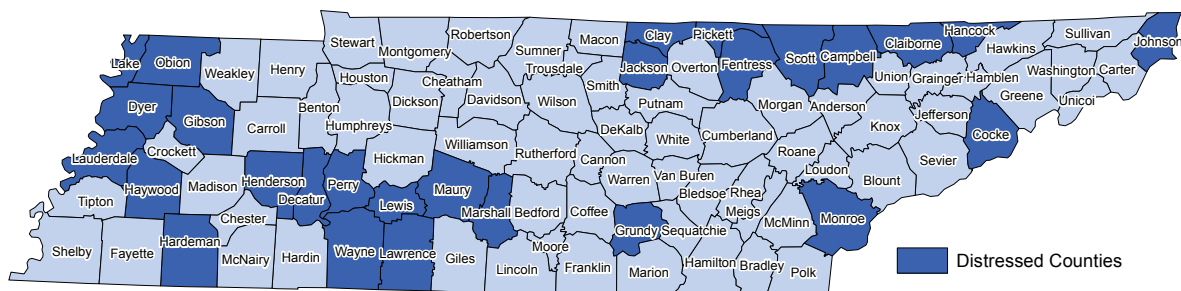 Stewart
Montgomery
Robertson
Sumner
Macon
Clay
Pickett
Scott
Campbell
Claiborne
Hancock
Hawkins
Sullivan
Johnson
Lake
Obion
Weakley
Henry
Houston
Cheatham
Trousdale
Smith
Jackson
Overton
Fentress
Union
Grainger
Hamblen
Washington
Carter
Greene
Unicoi
Dyer
Gibson
Carroll
Benton
Humphreys
Dickson
Davidson
Wilson
Putnam
Morgan
Anderson
Knox
Jefferson
Cocke
Lauderdale
Crockett
Hickman
Williamson
Rutherford
DeKalb
Cannon
White
Cumberland
Roane
Loudon
Blount
Sevier
Tipton
Haywood
Madison
Henderson
Decatur
Perry
Lewis
Maury
Marshall
Bedford
Coffee
Warren
Van Buren
Bledsoe
Rhea
Meigs
McMinn
Monroe
Shelby
Fayette
Hardeman
Chester
McNairy
Hardin
Wayne
Lawrence
Giles
Lincoln
Moore
Franklin
Grundy
Sequatchie
Marion
Hamilton
Bradley
Polk
Distressed Counties